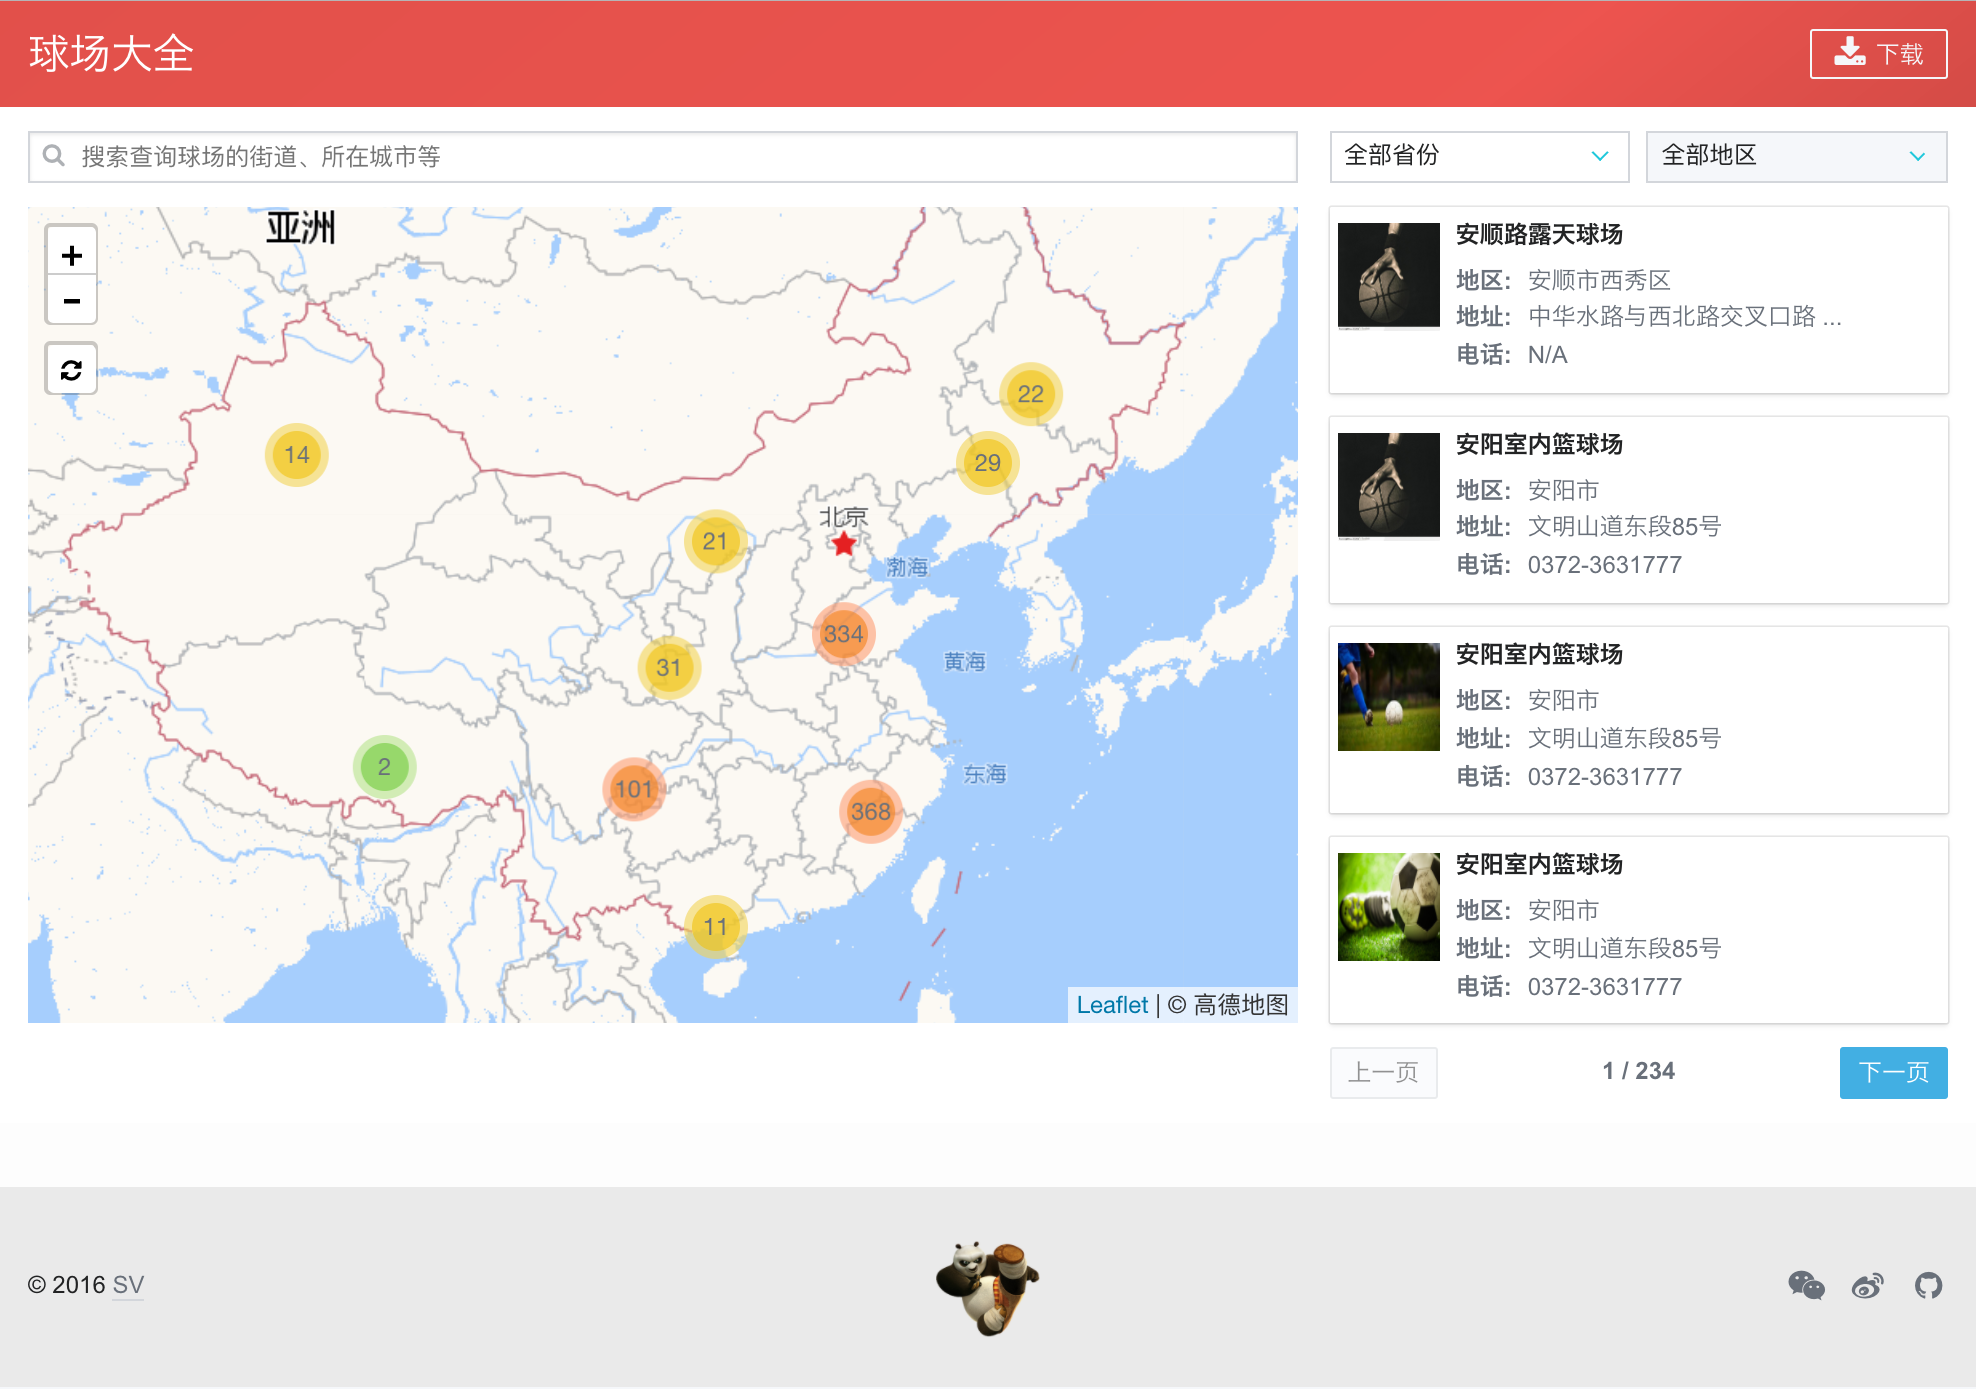 球场大全
下载
搜索查询球场的街道、所在城市等
全部省份
全部地区
亚洲
22
14
29
北京
21
渤海
334
黄海
31
2
东海
101
368
11
Leaflet | © 高德地图
安顺路露天球场
地区: 安顺市西秀区
地址: 中华水路与西北路交叉口路 ...
电话: N/A
安阳室内篮球场
地区: 安阳市
地址: 文明山道东段85号
电话: 0372-3631777
安阳室内篮球场
地区: 安阳市
地址: 文明山道东段85号
电话: 0372-3631777
安阳室内篮球场
地区: 安阳市
地址: 文明山道东段85号
电话: 0372-3631777
上一页
1 / 234
下一页
© 2016 SV